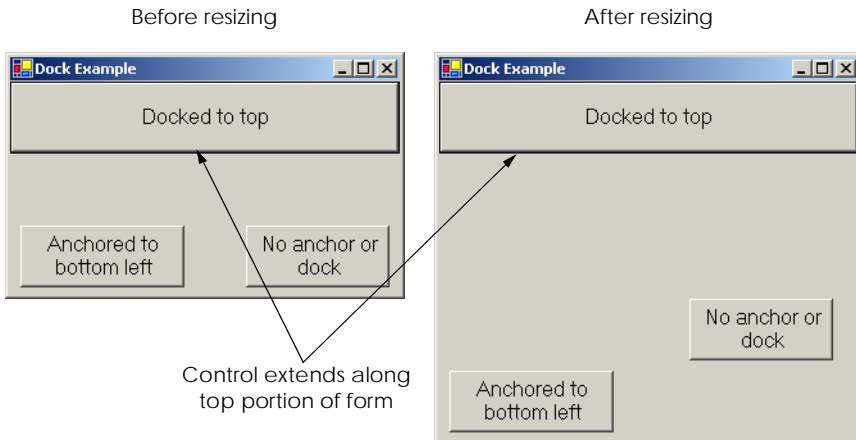 Before resizing
After resizing
Dock Example
Docked to top
Anchored to
bottom left
No anchor or
dock
Dock Example
Docked to top
No anchor or
dock
Anchored to
bottom left
Control extends along
top portion of form